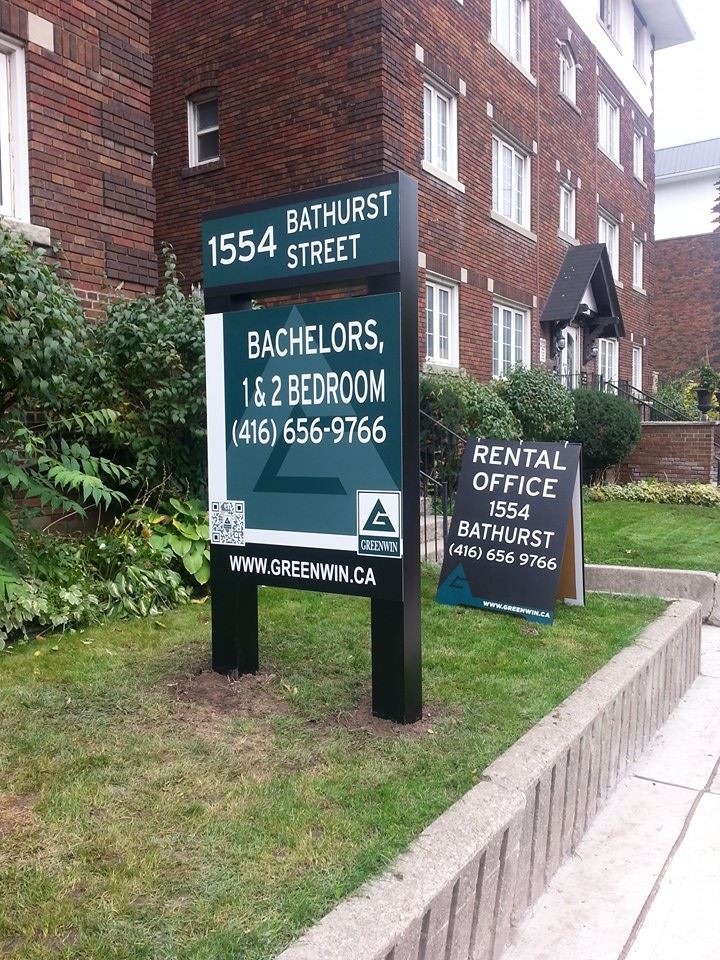 1554 BATHURST
STREET
BACHELORS,
1 & 2 BEDROOM
(416) 656-9766
GREENWIN
WWW.GREENWIN.CA
RENTAL
OFFICE
1554
BATHURST
(416) 656 9766
WWW.GREENWIN.CA